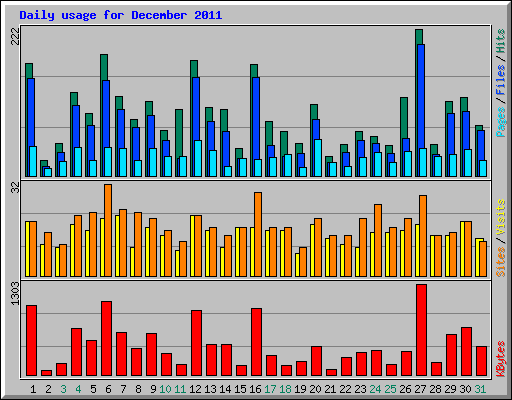 Daily usage for December 2011
222
Pages / Files / Hits
32
Sites / Visits
1303
KBytes
1 2 3 4 5 6 7 8 9 10 11 12 13 14 15 16 17 18 19 20 21 22 23 24 25 26 27 28 29 30 31